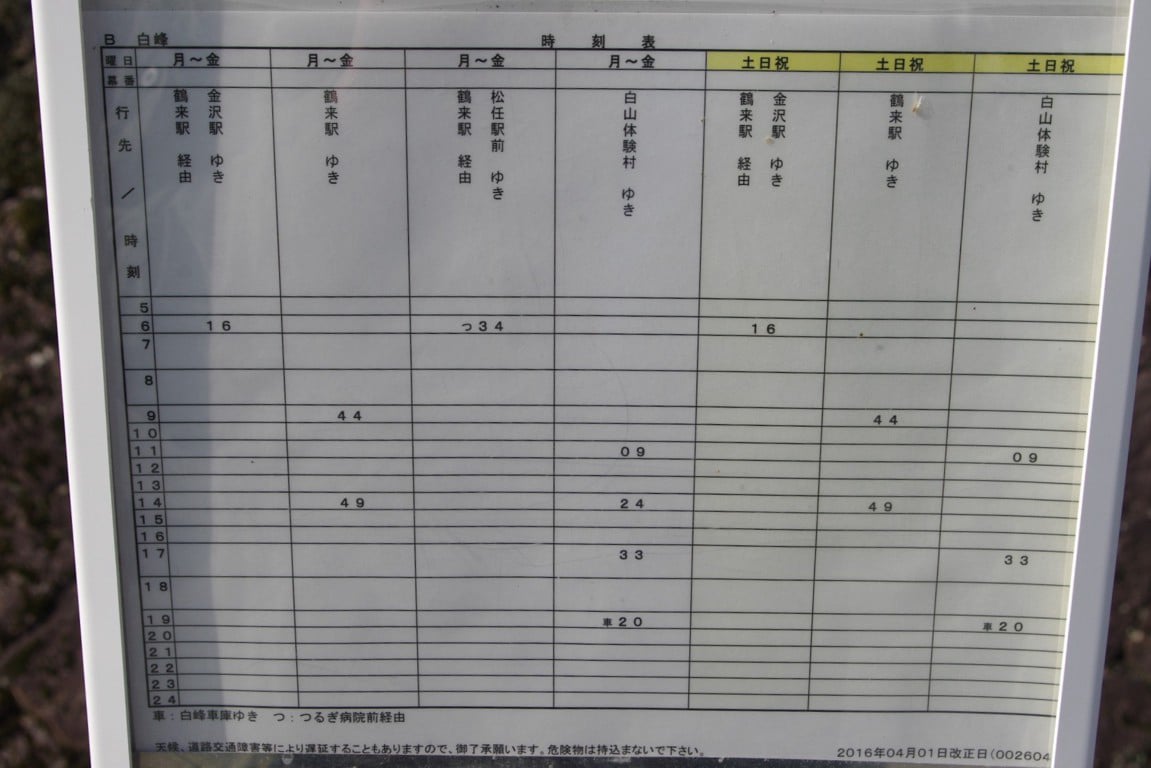 B 白峰 時刻表
曜日 月～金 月～金 月～金 月～金 土日祝 土日祝 土日祝
幕番
行先／時刻
金沢駅 ゆき
鶴来駅 経由
鶴来駅 ゆき
松任駅前 ゆき
鶴来駅 経由
白山体験村 ゆき
金沢駅 ゆき
鶴来駅 経由
鶴来駅 ゆき
白山体験村 ゆき
5
6 16 つ34 16
7
8
9 44 44
10
11 09 09
12
13
14 49 24 49
15
16
17 33 33
18
19 車20 車20
20
21
22
23
24
車：白峰車庫ゆき つ：つるぎ病院前経由
天候、道路交通障害等により遅延することもありますので、御了承願います。危険物は持込まないで下さい。
2016年04月01日改正日(002604